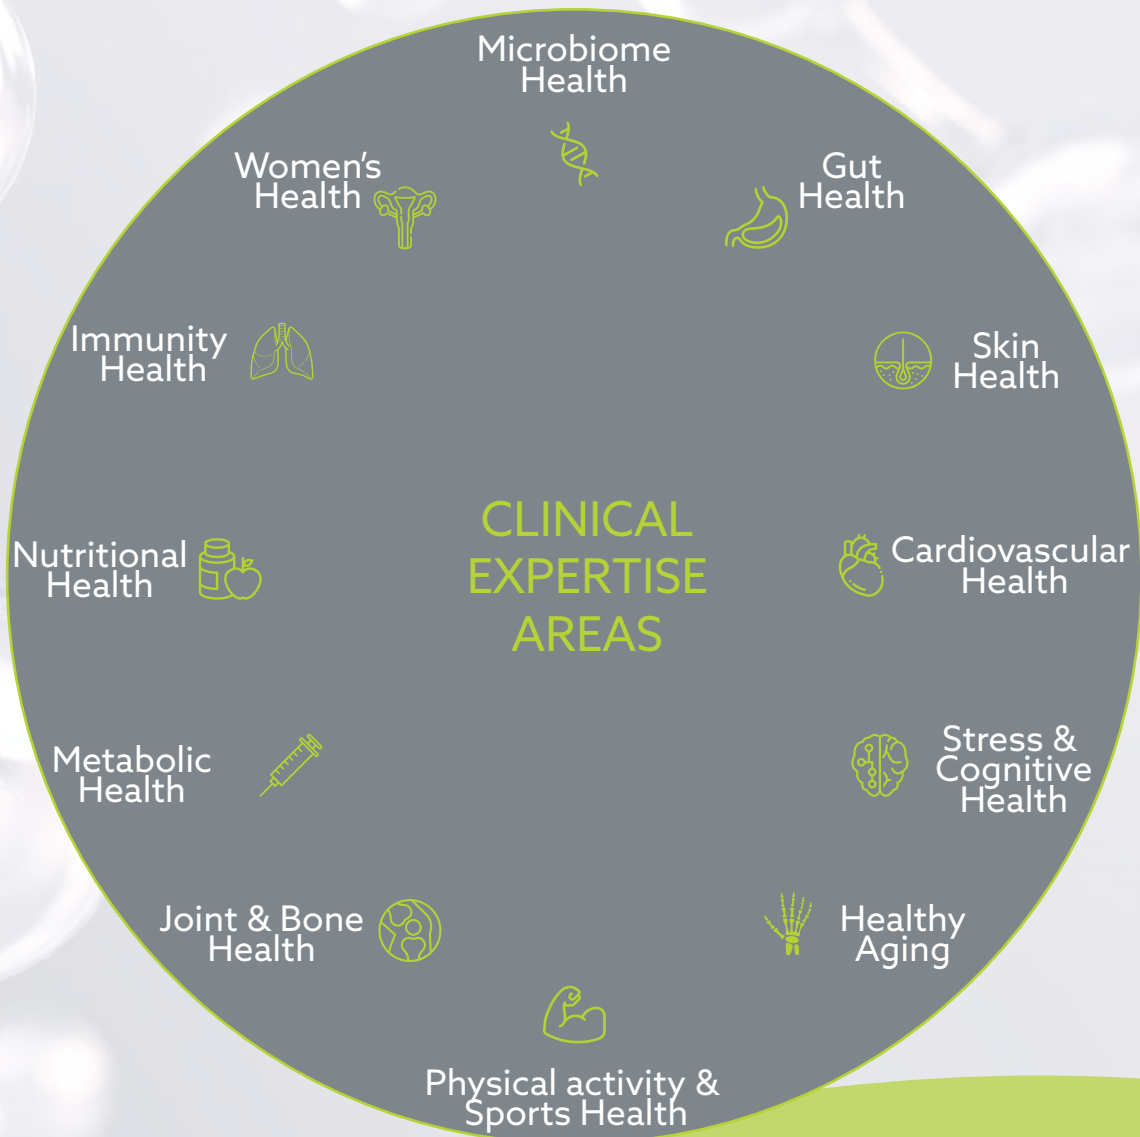 Microbiome
Health
Women's
Health
Gut
Health
Immunity
Health
Skin
Health
CLINICAL
EXPERTISE
AREAS
Nutritional
Health
Cardiovascular
Health
Metabolic
Health
Stress &
Cognitive
Health
Joint & Bone
Health
Healthy
Aging
Physical activity &
Sports Health